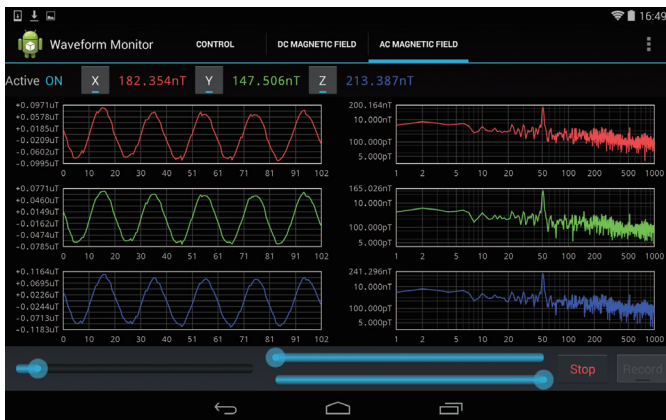 16:49
Waveform Monitor CONTROL DC MAGNETIC FIELD AC MAGNETIC FIELD
Active ON X 182.354nT Y 147.506nT Z 213.387nT
+0.0971uT
+0.0578uT
+0.0185uT
-0.0209uT
-0.0602uT
-0.0995uT
0 10 20 30 41 51 61 71 81 91 102
200.164nT
10.000nT
100.000pT
5.000pT
1 2 5 10 20 50 100 200 500 1000
+0.0771uT
+0.0460uT
+0.0149uT
-0.0162uT
-0.0474uT
-0.0785uT
0 10 20 30 41 51 61 71 81 91 102
165.026nT
10.000nT
100.000pT
5.000pT
1 2 5 10 20 50 100 200 500 1000
+0.1164uT
+0.0695uT
+0.0226uT
-0.0244uT
-0.0713uT
-0.1183uT
0 10 20 30 41 51 61 71 81 91 102
241.296nT
10.000nT
100.000pT
5.000pT
1 2 5 10 20 50 100 200 500 1000
Stop Record